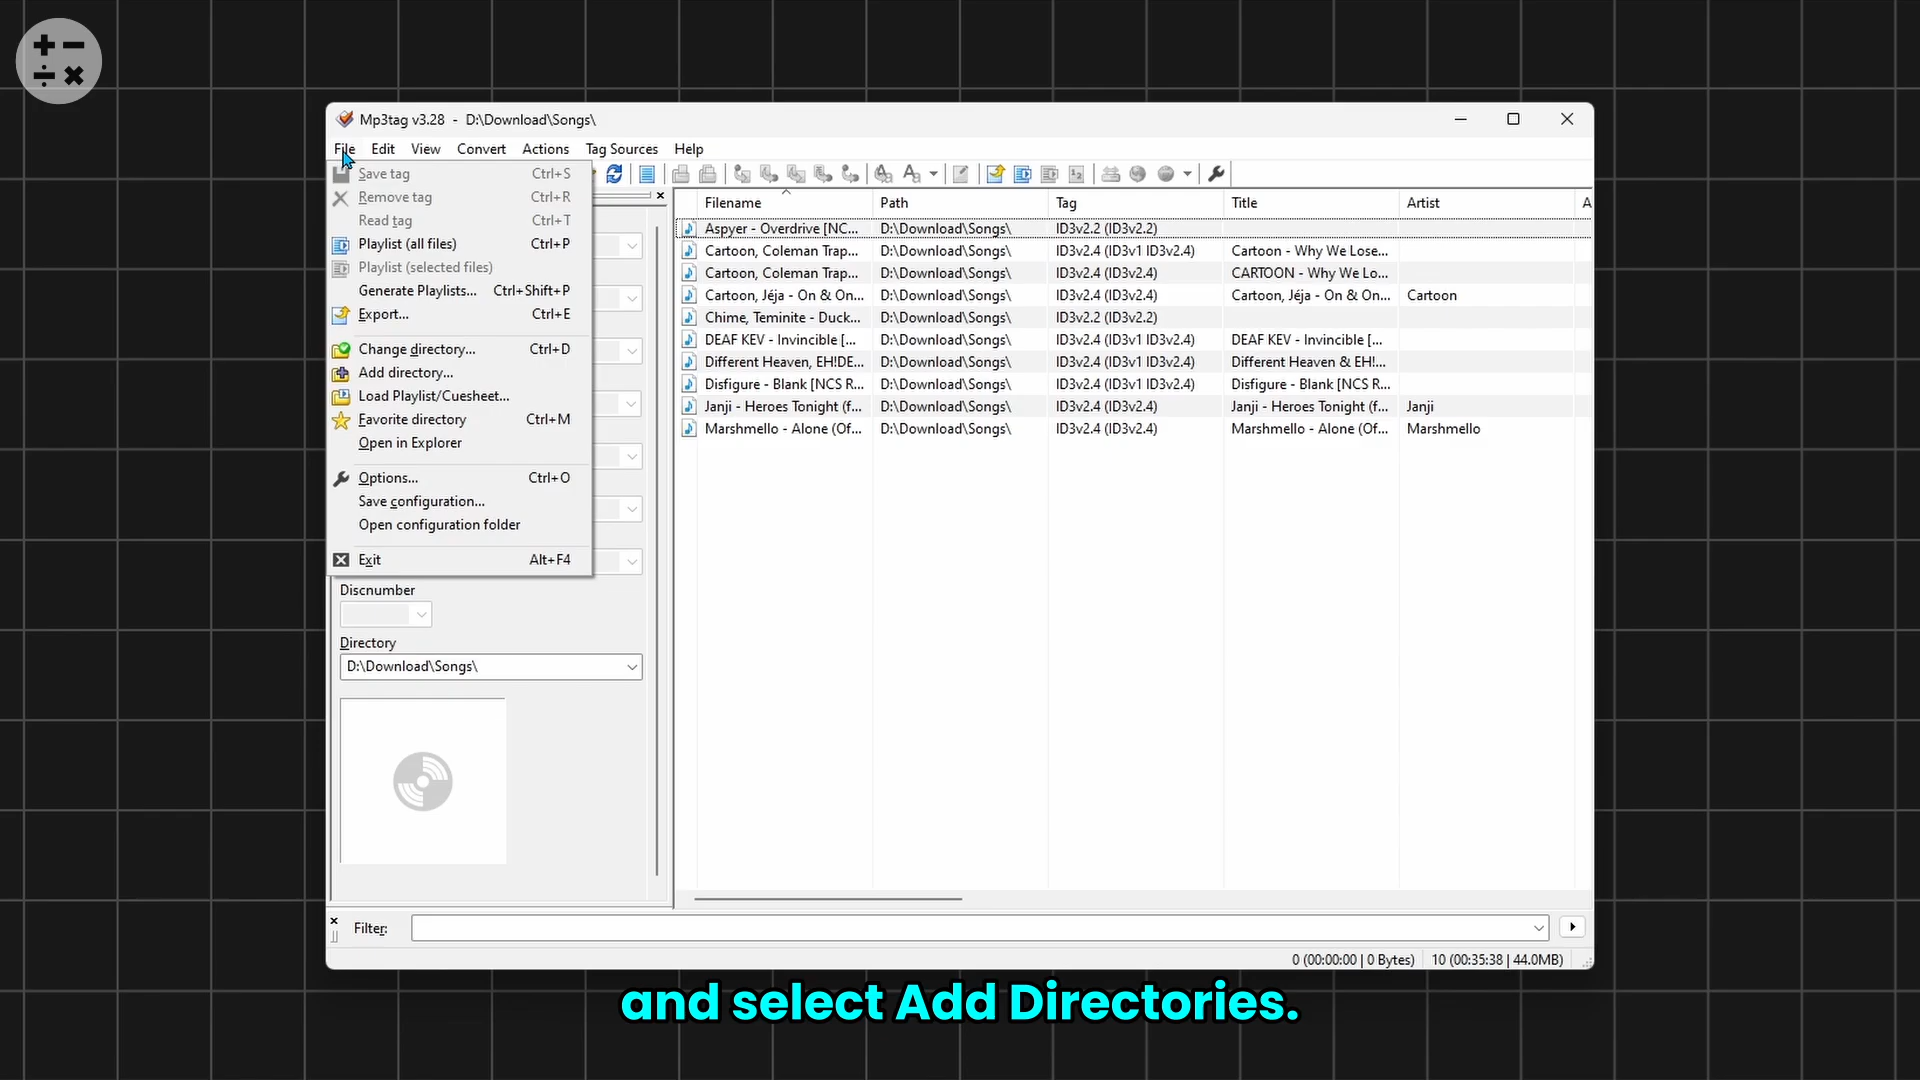 Mp3tag v3.28 - D:\Download\Songs\
File Edit View Convert Actions Tag Sources Help
Save tag Ctrl+S
Remove tag Ctrl+R
Read tag Ctrl+T
Playlist (all files) Ctrl+P
Playlist (selected files)
Generate Playlists... Ctrl+Shift+P
Export... Ctrl+E
Change directory... Ctrl+D
Add directory...
Load Playlist/Cuesheet...
Favorite directory Ctrl+M
Open in Explorer
Options... Ctrl+O
Save configuration...
Open configuration folder
Exit Alt+F4
Discnumber
Directory
D:\Download\Songs\
Filename Path Tag Title Artist A
Aspyer - Overdrive [NC... D:\Download\Songs\ ID3v2.2 (ID3v2.2)
Cartoon, Coleman Trap... D:\Download\Songs\ ID3v2.4 (ID3v1 ID3v2.4) Cartoon - Why We Lose...
Cartoon, Coleman Trap... D:\Download\Songs\ ID3v2.4 (ID3v2.4) CARTOON - Why We Lo...
Cartoon, Jéja - On & On... D:\Download\Songs\ ID3v2.4 (ID3v2.4) Cartoon, Jéja - On & On... Cartoon
Chime, Teminite - Duck... D:\Download\Songs\ ID3v2.2 (ID3v2.2)
DEAF KEV - Invincible [... D:\Download\Songs\ ID3v2.4 (ID3v1 ID3v2.4) DEAF KEV - Invincible [...
Different Heaven, EH!DE... D:\Download\Songs\ ID3v2.4 (ID3v1 ID3v2.4) Different Heaven & EH!...
Disfigure - Blank [NCS R... D:\Download\Songs\ ID3v2.4 (ID3v1 ID3v2.4) Disfigure - Blank [NCS R...
Janji - Heroes Tonight (f... D:\Download\Songs\ ID3v2.4 (ID3v2.4) Janji - Heroes Tonight (f... Janji
Marshmello - Alone (Of... D:\Download\Songs\ ID3v2.4 (ID3v2.4) Marshmello - Alone (Of... Marshmello
Filter:
0 (00:00:00 | 0 Bytes) 10 (00:35:38 | 44.0MB)
and select Add Directories.